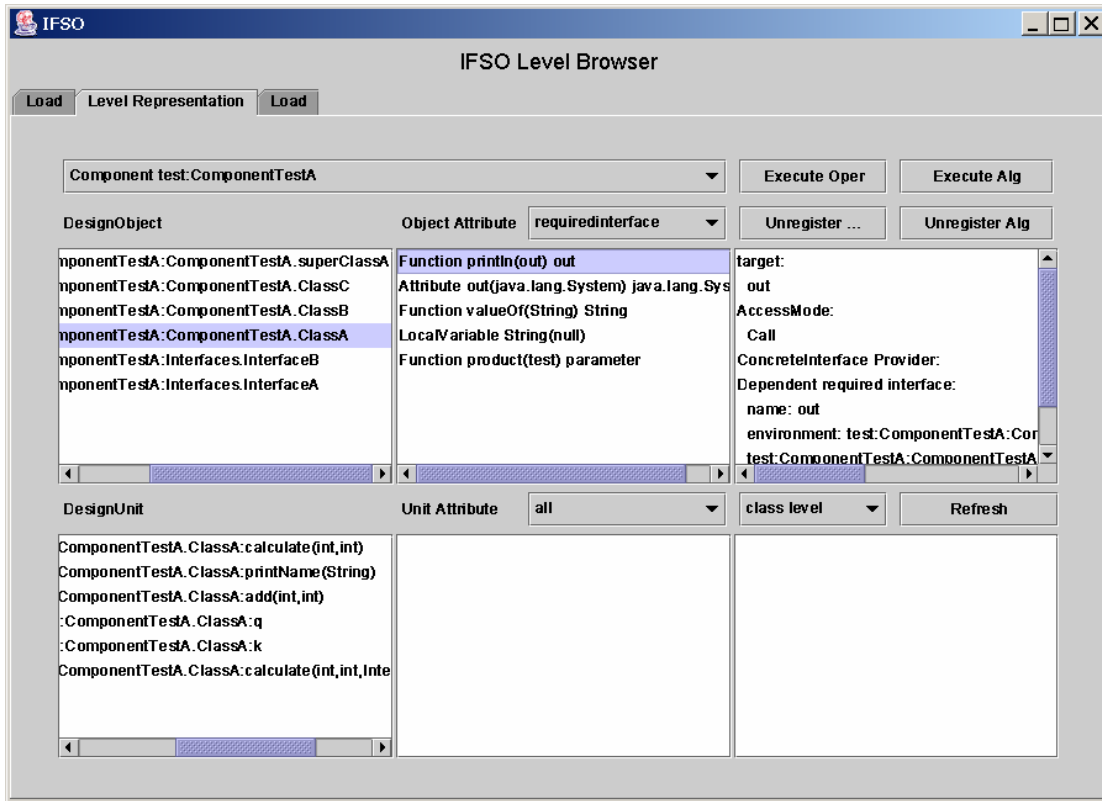 IFSO
IFSO Level Browser
Load
Level Representation
Load
Component test:ComponentTestA
Execute Oper
Execute Alg
DesignObject
Object Attribute
requiredinterface
Unregister ...
Unregister Alg
mponentTestA:ComponentTestA.superClassA
mponentTestA:ComponentTestA.ClassC
mponentTestA:ComponentTestA.ClassB
mponentTestA:ComponentTestA.ClassA
mponentTestA:Interfaces.InterfaceB
mponentTestA:Interfaces.InterfaceA
Function println(out) out
Attribute out(java.lang.System) java.lang.Sys
Function valueOf(String) String
LocalVariable String(null)
Function product(test) parameter
target:
out
AccessMode:
Call
ConcreteInterface Provider:
Dependent required interface:
name: out
environment: test:ComponentTestA:Cor
test:ComponentTestA:ComponentTestA
DesignUnit
Unit Attribute
all
class level
Refresh
ComponentTestA.ClassA:calculate(int,int)
ComponentTestA.ClassA:printName(String)
ComponentTestA.ClassA:add(int,int)
:ComponentTestA.ClassA:q
:ComponentTestA.ClassA:k
ComponentTestA.ClassA:calculate(int,int,Inte